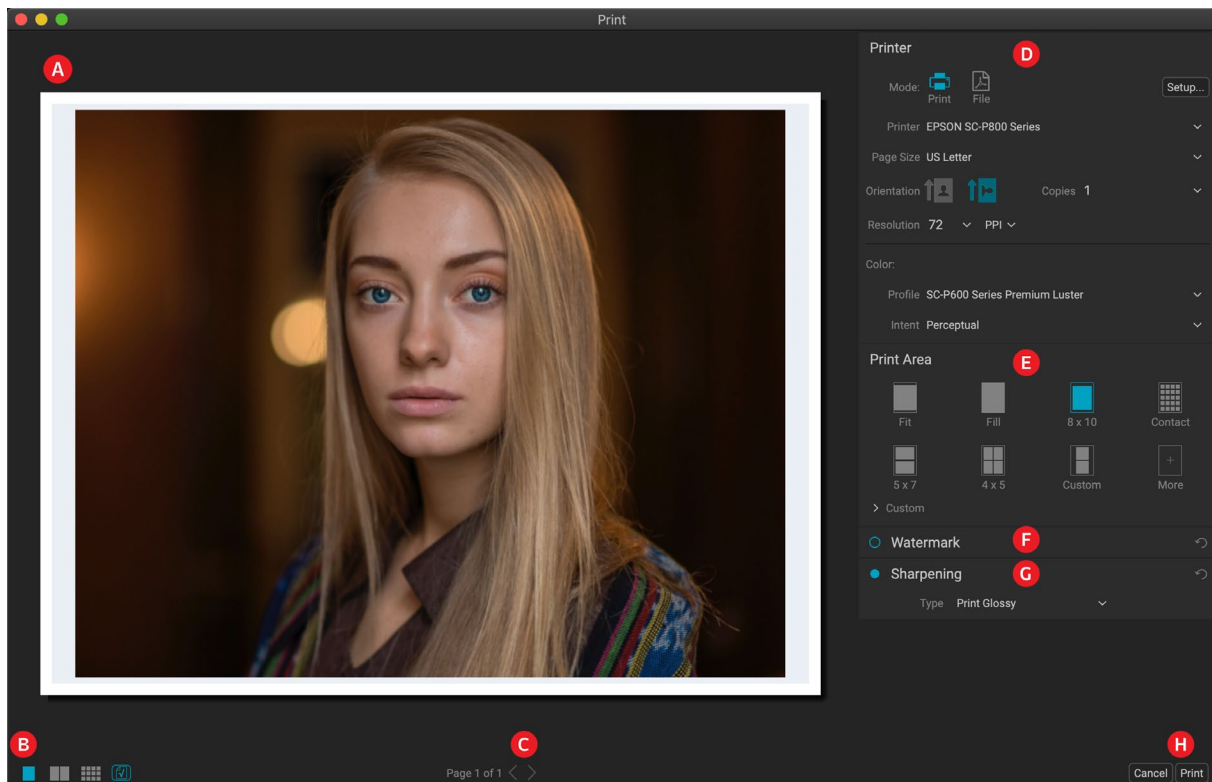 Print
A
Printer
D
Mode:
Print
File
Setup...
Printer EPSON SC-P800 Series
Page Size US Letter
Orientation
Copies 1
Resolution 72 PPI
Color:
Profile SC-P600 Series Premium Luster
Intent Perceptual
Print Area
E
Fit
Fill
8 x 10
Contact
5 x 7
4 x 5
Custom
More
Custom
Watermark
F
Sharpening
G
Type Print Glossy
B
C
H
Page 1 of 1
Cancel Print